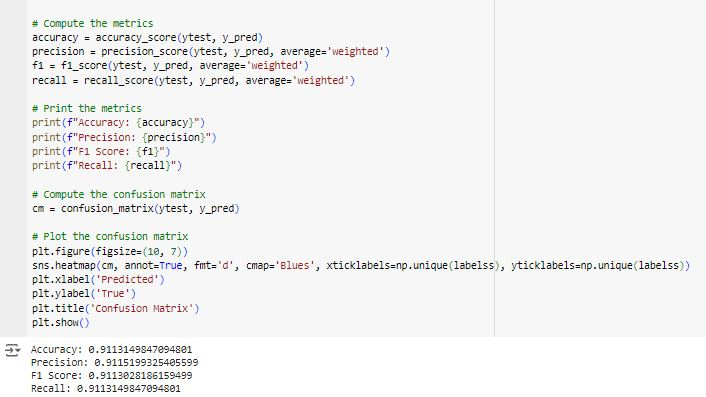 # Compute the metrics
accuracy = accuracy_score(ytest, y_pred)
precision = precision_score(ytest, y_pred, average='weighted')
f1 = f1_score(ytest, y_pred, average='weighted')
recall = recall_score(ytest, y_pred, average='weighted')
# Print the metrics
print(f"Accuracy: {accuracy}")
print(f"Precision: {precision}")
print(f"F1 Score: {f1}")
print(f"Recall: {recall}")
# Compute the confusion matrix
cm = confusion_matrix(ytest, y_pred)
# Plot the confusion matrix
plt.figure(figsize=(10, 7))
sns.heatmap(cm, annot=True, fmt='d', cmap='Blues', xticklabels=np.unique(labelss), yticklabels=np.unique(labelss))
plt.xlabel('Predicted')
plt.ylabel('True')
plt.title('Confusion Matrix')
plt.show()
Accuracy: 0.9113149847094801
Precision: 0.9115199325405599
F1 Score: 0.9113028186159499
Recall: 0.9113149847094801